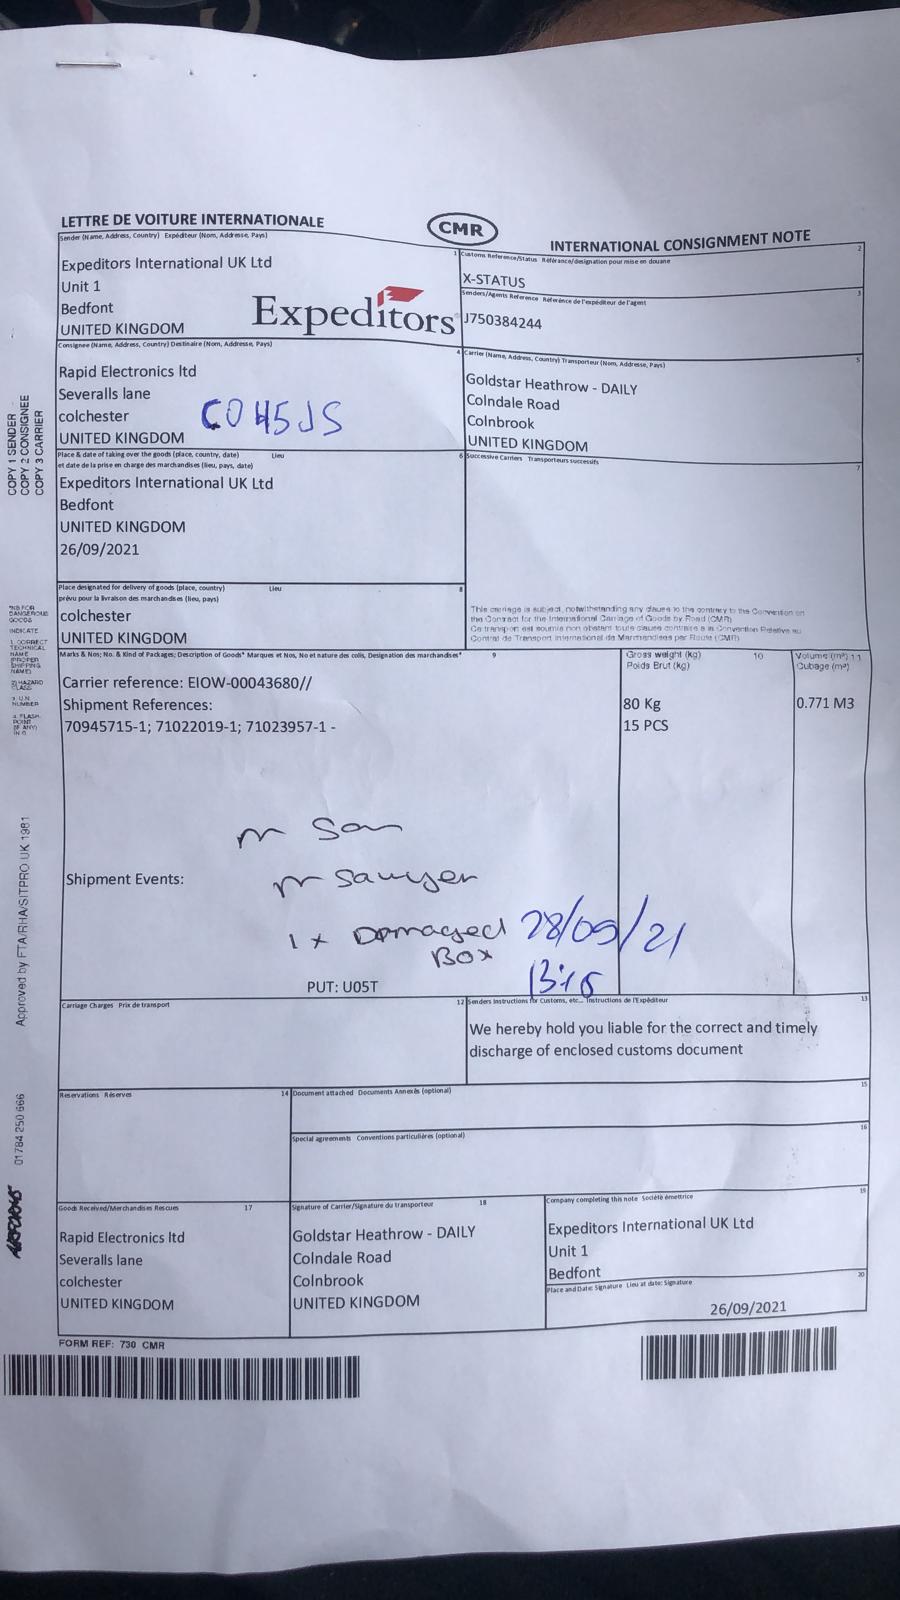 LETTRE DE VOITURE INTERNATIONALE
CMR
INTERNATIONAL CONSIGNMENT NOTE
Sender (Name, Address, Country) Expéditeur (Nom, Addresse, Pays)
1
Expeditors International UK Ltd
Unit 1
Bedfont
UNITED KINGDOM
Expeditors
Customs Reference/Status Référance/designation pour mise en douane
2
X-STATUS
Senders/Agents Reference Référence de l'expéditeur de l'agent
3
J750384244
Consignee (Name, Address, Country) Destinaire (Nom, Addresse, Pays)
4
Rapid Electronics ltd
Severalls lane
colchester
UNITED KINGDOM
CO45JS
Carrier (Name, Address, Country) Transporteur (Nom, Addresse, Pays)
5
Goldstar Heathrow - DAILY
Colndale Road
Colnbrook
UNITED KINGDOM
Place & date of taking over the goods (place, country, date) Lieu
6
et date de la prise en charge des marchandises (lieu, pays, date)
Expeditors International UK Ltd
Bedfont
UNITED KINGDOM
26/09/2021
Successive Carriers Transporteurs successifs
7
Place designated for delivery of goods (place, country) Lieu
8
prévu pour la livraison des marchandises (lieu, pays)
colchester
UNITED KINGDOM
This carriage is subject, notwithstanding any clause to the contrary to the Convention on
the Contract for the International Carriage of Goods by Road (CMR)
Ce transport est soumis non obstant toute clause contraire a la Convention Relative au
Contrat de Transport International de Marchandises par Route (CMR)
Marks & Nos; No. & Kind of Packages; Description of Goods* Marques et Nos, No et nature des colis, Designation des marchandises*
9
Gross weight (kg) 10
Poids Brut (kg)
Volume (m³) 11
Cubage (m³)
Carrier reference: EIOW-00043680//
Shipment References:
70945715-1; 71022019-1; 71023957-1 -
80 Kg
15 PCS
0.771 M3
Shipment Events:
m sawyer
1 x Damaged
Box
28/09/21
PUT: U05T
Carriage Charges Prix de transport
12
Senders Instructions for Customs, etc... Instructions de l'Expéditeur
13
We hereby hold you liable for the correct and timely
discharge of enclosed customs document
Reservations Réserves
14
Document attached Documents Annexés (optional)
15
Special agreements Conventions particulières (optional)
16
Goods Received/Merchandises Rescues 17
Rapid Electronics ltd
Severalls lane
colchester
UNITED KINGDOM
Signature of Carrier/Signature du transporteur 18
Goldstar Heathrow - DAILY
Colndale Road
Colnbrook
UNITED KINGDOM
Company completing this note Société émettrice
19
Expeditors International UK Ltd
Unit 1
Bedfont
Place and Date: Signature Lieu at date: Signature
20
26/09/2021
FORM REF: 730 CMR
COPY 1 SENDER
COPY 2 CONSIGNEE
COPY 3 CARRIER
*NB FOR
DANGEROUS
GOODS
INDICATE
1. CORRECT
TECHNICAL
NAME
(PROPER
SHIPPING
NAME)
2. HAZARD
CLASS
3. U.N.
NUMBER
4. FLASH
POINT
(IF ANY)
IN C
Approved by FTA/RHA/SITPRO UK 1981
01784 250 666